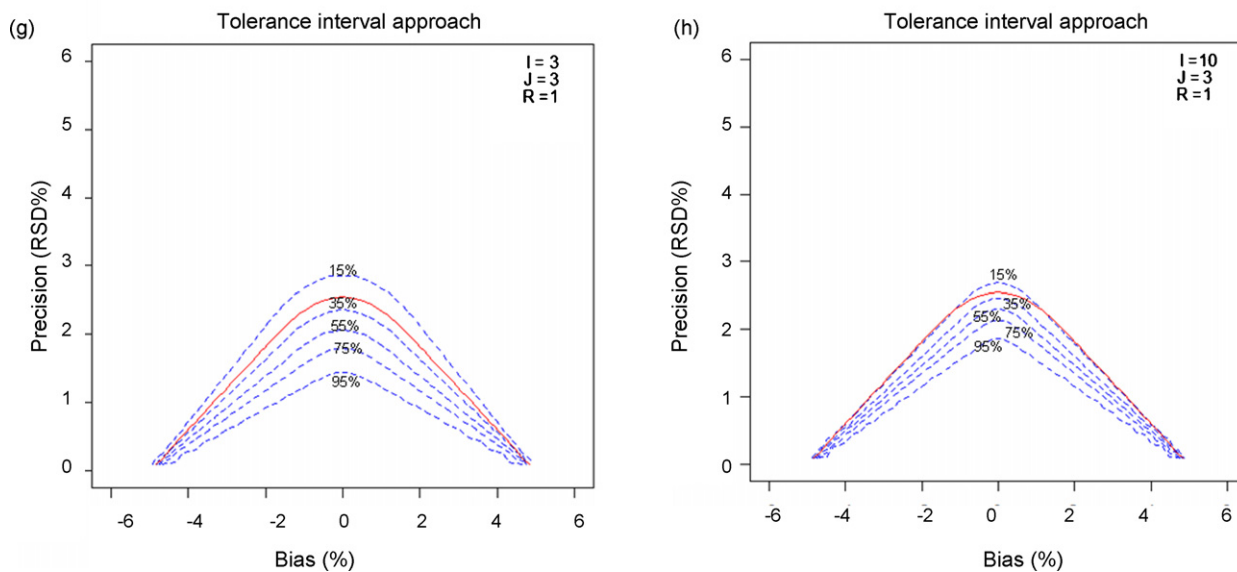 (g)
Tolerance interval approach
I = 3
J = 3
R = 1
Precision (RSD%)
6
5
4
3
2
1
0
15%
35%
55%
75%
95%
-6
-4
-2
0
2
4
6
Bias (%)
(h)
Tolerance interval approach
I = 10
J = 3
R = 1
Precision (RSD%)
6
5
4
3
2
1
0
15%
35%
55%
75%
95%
-6
-4
-2
0
2
4
6
Bias (%)